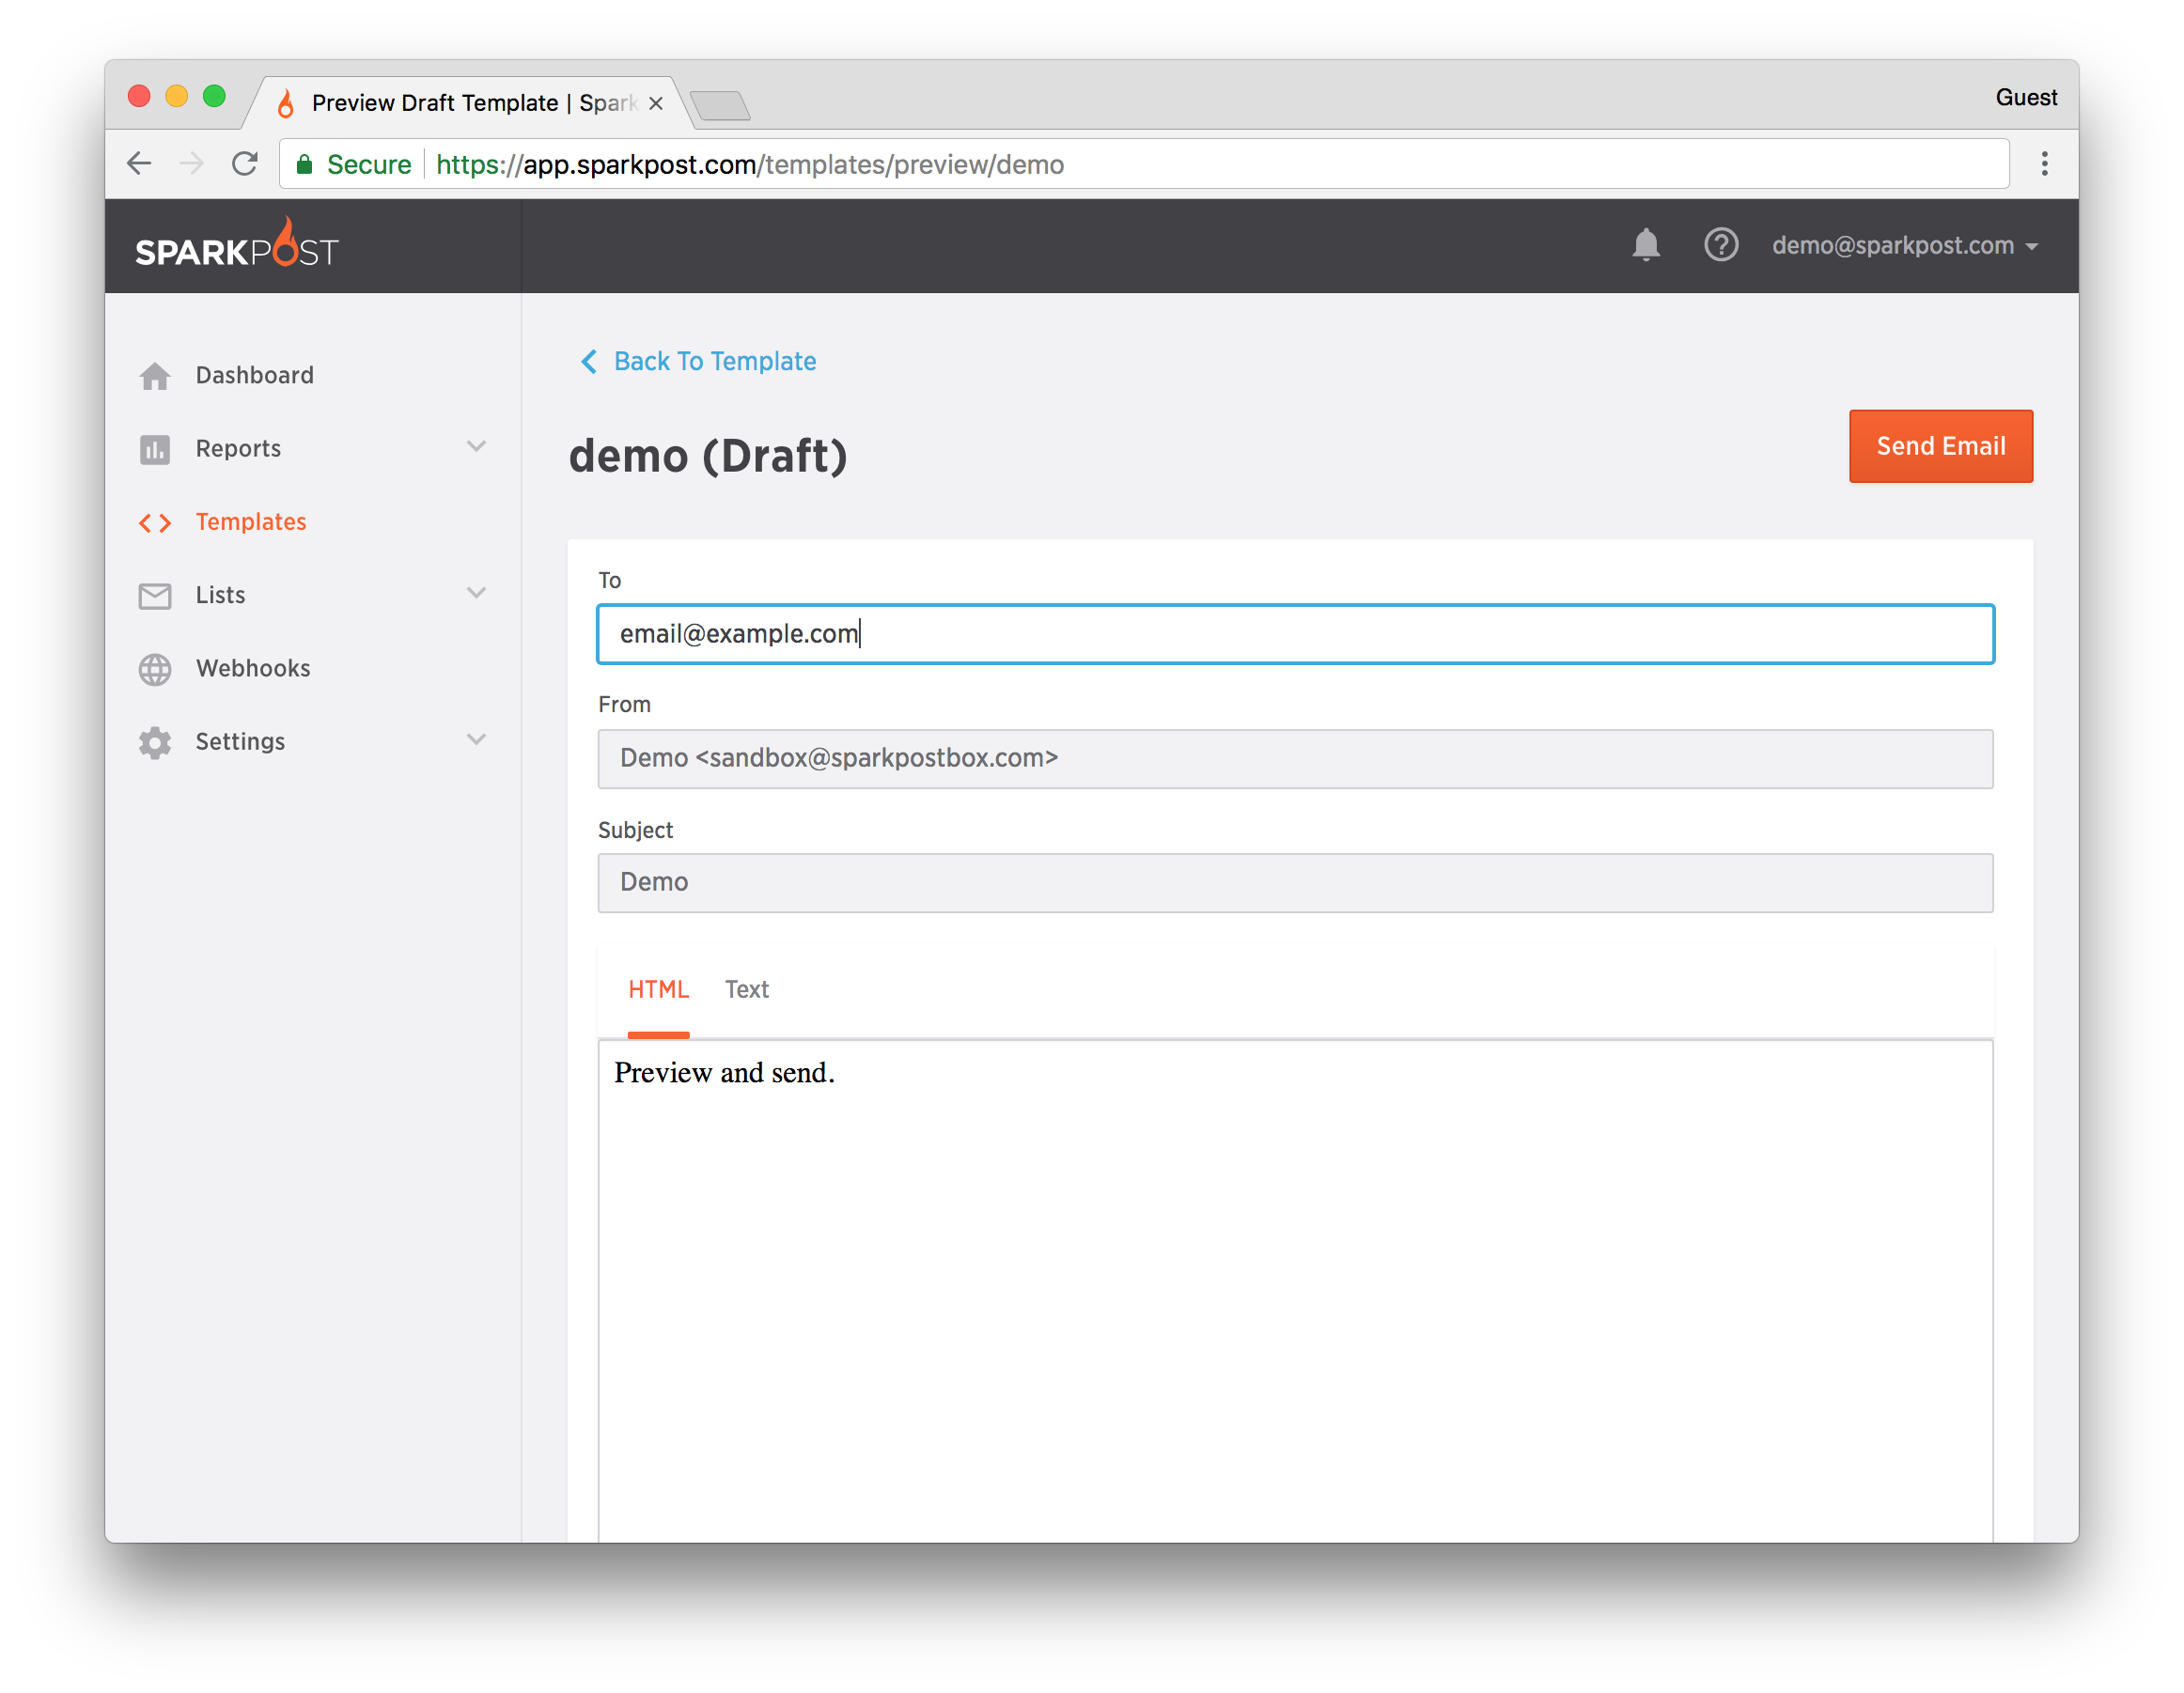 Preview Draft Template | Spark
Guest
Secure https://app.sparkpost.com/templates/preview/demo
SPARKPOST
demo@sparkpost.com
Dashboard
Reports
Templates
Lists
Webhooks
Settings
Back To Template
demo (Draft)
Send Email
To
email@example.com
From
Demo <sandbox@sparkpostbox.com>
Subject
Demo
HTML Text
Preview and send.